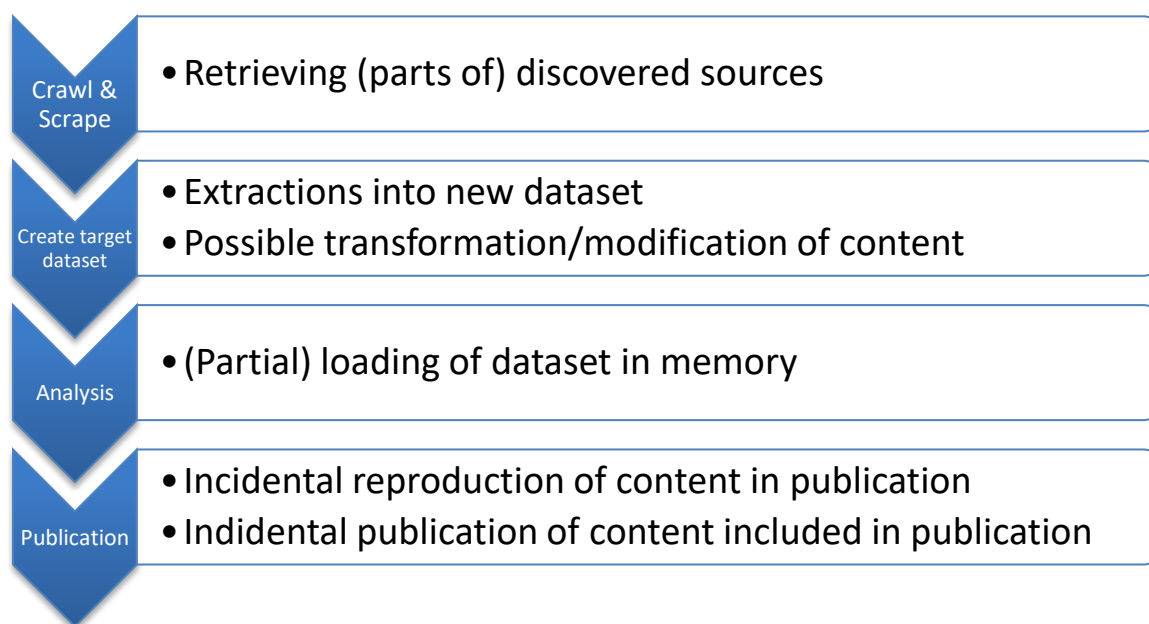 Crawl &
Scrape
• Retrieving (parts of) discovered sources
Create target
dataset
• Extractions into new dataset
• Possible transformation/modification of content
Analysis
• (Partial) loading of dataset in memory
Publication
• Incidental reproduction of content in publication
• Indidental publication of content included in publication